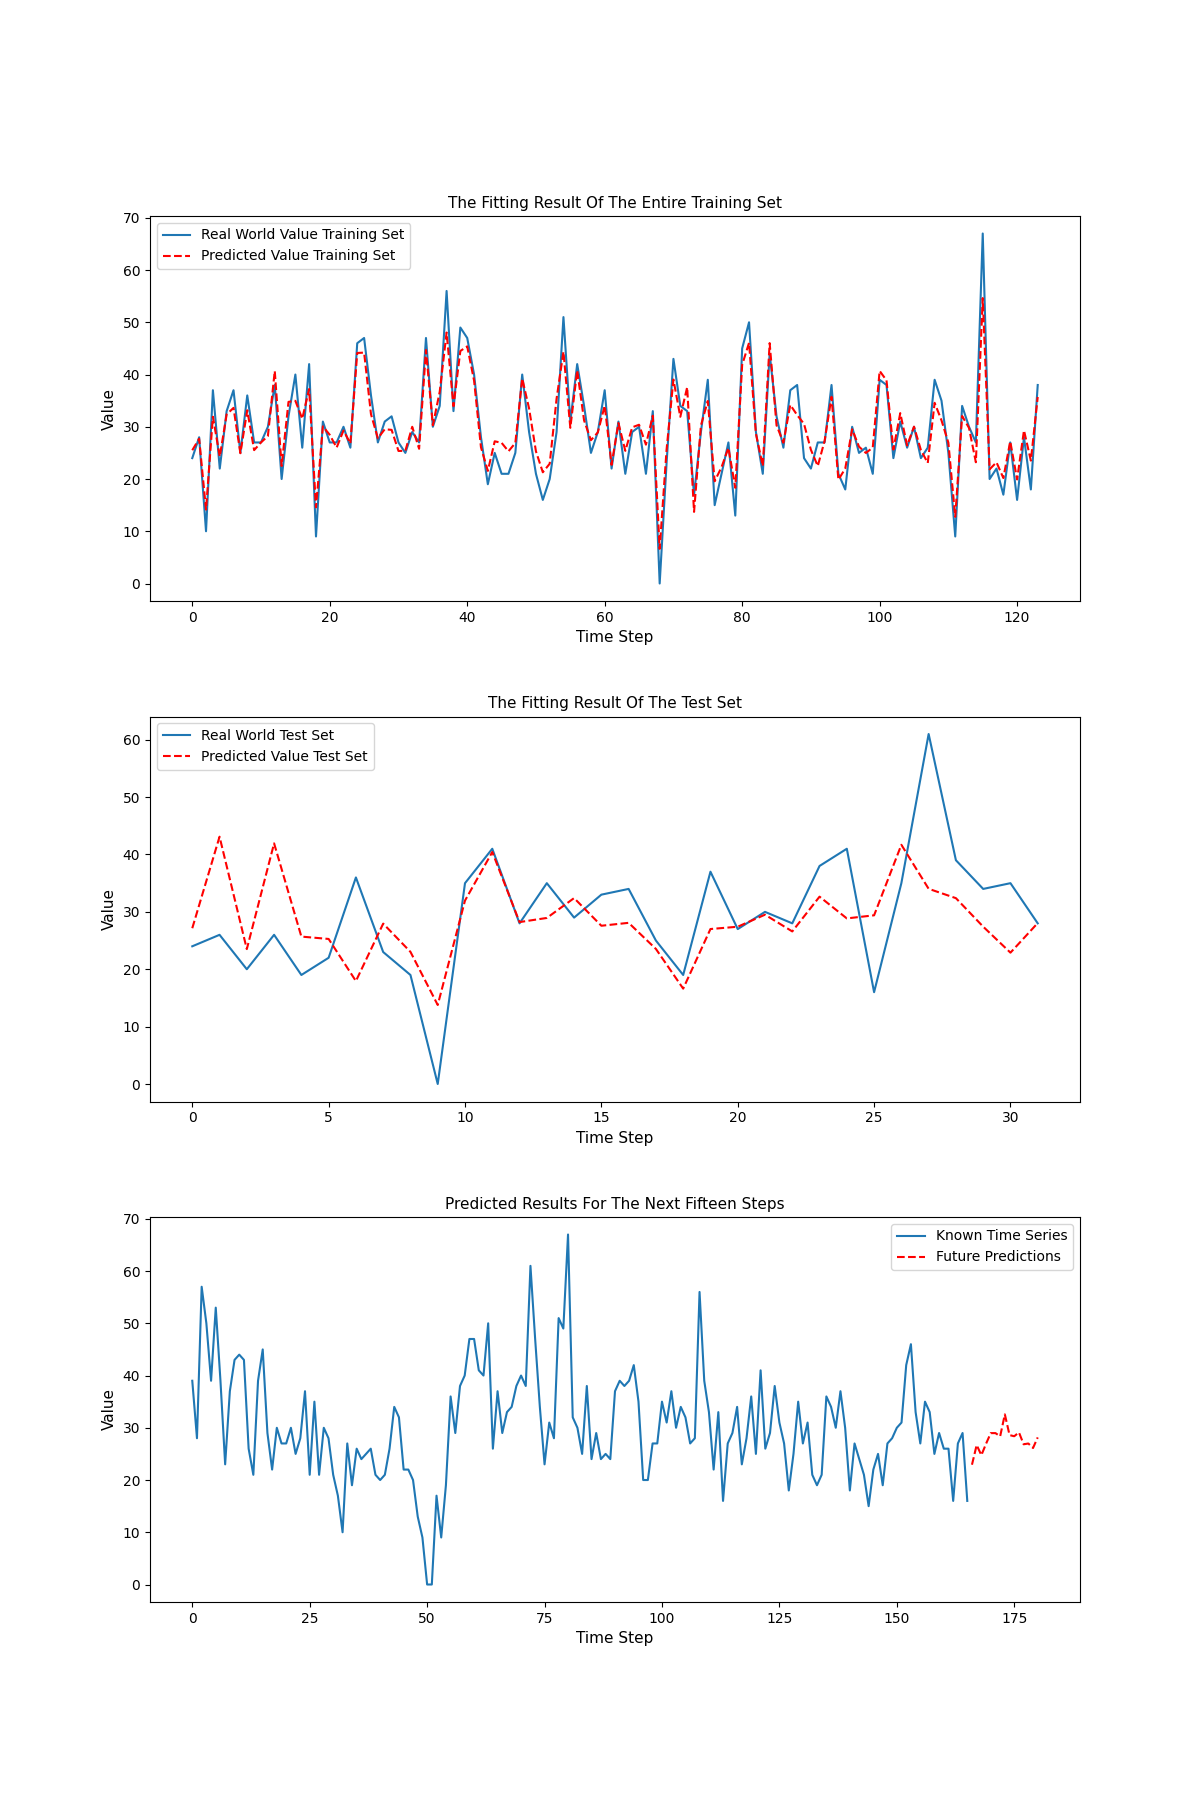 The Fitting Result Of The Entire Training Set
Real World Value Training Set
Predicted Value Training Set
Value
70
60
50
40
30
20
10
0
0 20 40 60 80 100 120
Time Step
The Fitting Result Of The Test Set
Real World Test Set
Predicted Value Test Set
Value
60
50
40
30
20
10
0
0 5 10 15 20 25 30
Time Step
Predicted Results For The Next Fifteen Steps
Known Time Series
Future Predictions
Value
70
60
50
40
30
20
10
0
0 25 50 75 100 125 150 175
Time Step